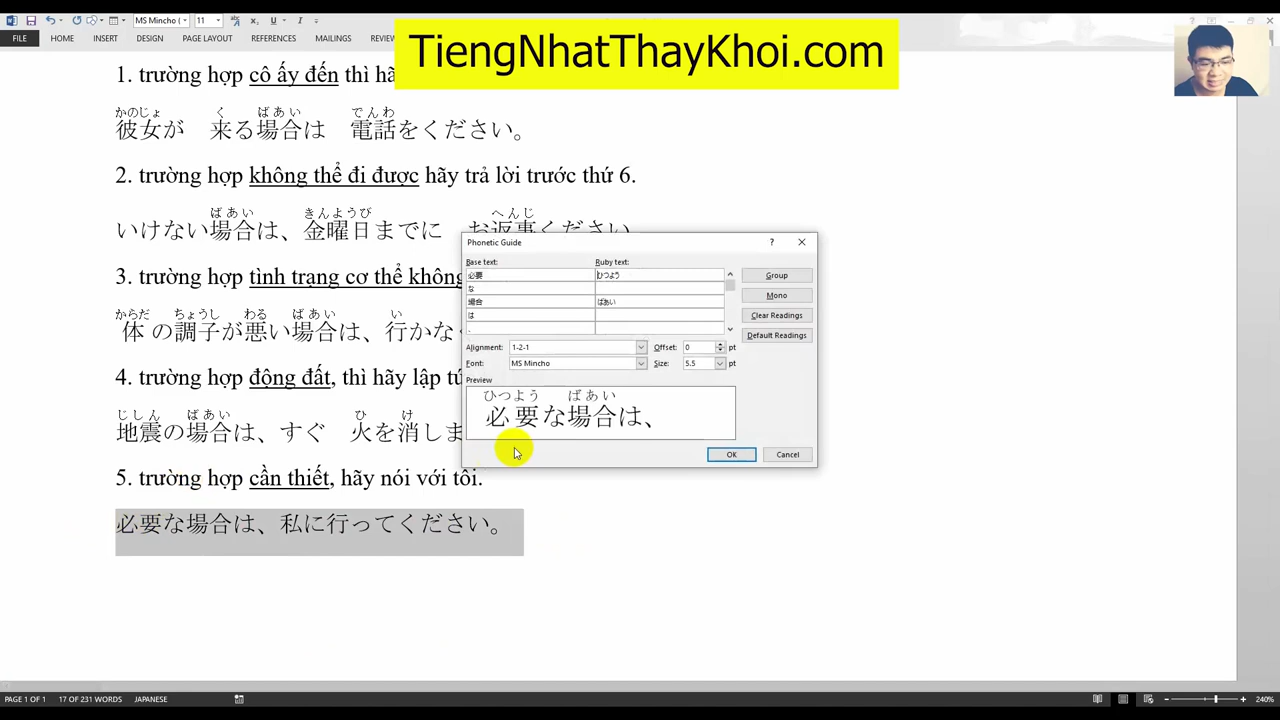 MS Mincho (
11
FILE
HOME
INSERT
DESIGN
PAGE LAYOUT
REFERENCES
MAILINGS
REVIEW
TiengNhatThayKhoi.com
1. trường hợp cô ấy đến thì hã
かのじょ く ばあい でんわ
彼女が 来る場合は 電話をください。
2. trường hợp không thể đi được hãy trả lời trước thứ 6.
ばあい きんようび へんじ
いけない場合は、金曜日までに お返事ください
3. trường hợp tình trạng cơ thể không
からだ ちょうし わる ばあい い
体の調子が悪い場合は、行かな
4. trường hợp động đất, thì hãy lập tứ
じしん ばあい ひ け
地震の場合は、すぐ 火を消しま
5. trường hợp cần thiết, hãy nói với tôi.
必要な場合は、私に行ってください。
Phonetic Guide
Base text: Ruby text:
必要 ひつよう
な
場合 ばあい
は
Group
Mono
Clear Readings
Default Readings
Alignment: 1-2-1 Offset: 0 pt
Font: MS Mincho Size: 5.5 pt
Preview
ひつよう ばあい
必要な場合は、
OK Cancel
PAGE 1 OF 1 17 OF 231 WORDS JAPANESE
240%